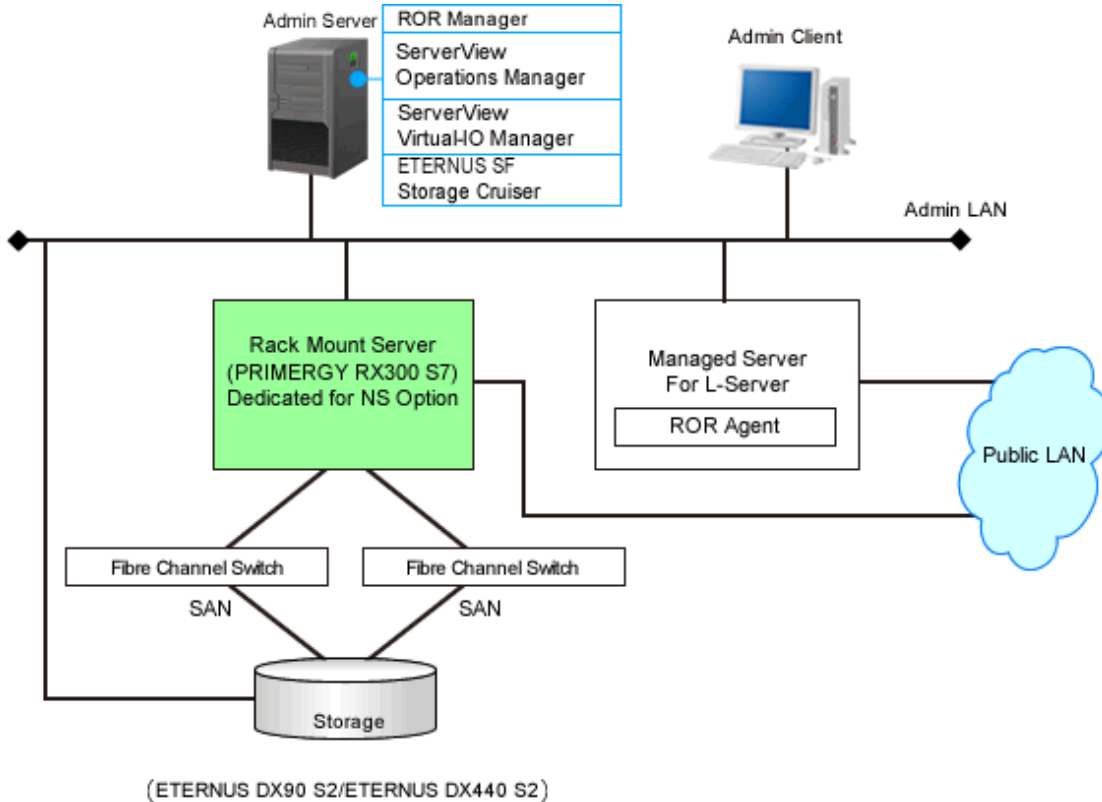 Admin Server
ROR Manager
ServerView
Operations Manager
ServerView
Virtual-IO Manager
ETERNUS SF
Storage Cruiser
Admin Client
Admin LAN
Rack Mount Server
(PRIMERGY RX300 S7)
Dedicated for NS Option
Managed Server
For L-Server
ROR Agent
Public LAN
Fibre Channel Switch
Fibre Channel Switch
SAN
SAN
Storage
(ETERNUS DX90 S2/ETERNUS DX440 S2)